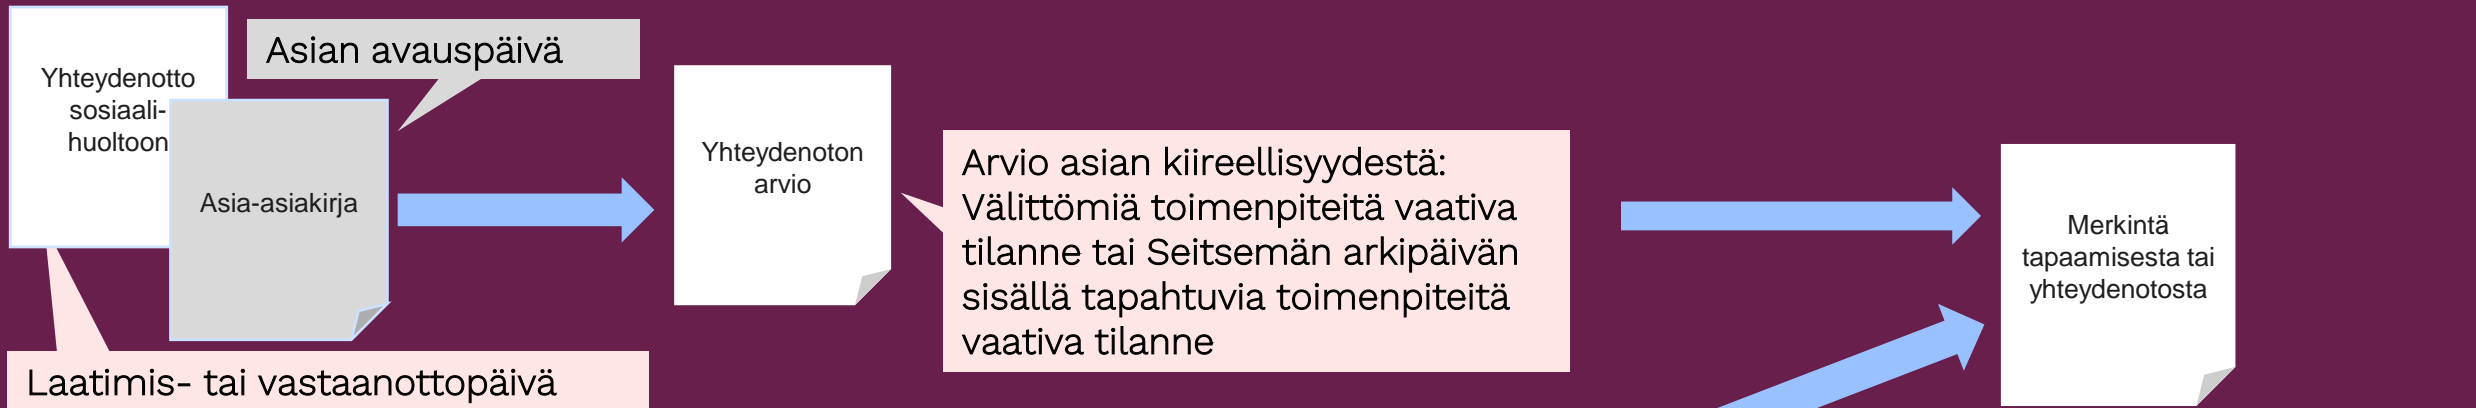 Yhteydenotto
sosiaali-
huoltoon
Asian avauspäivä
Asia-asiakirja
Laatimis- tai vastaanottopäivä
Yhteydenoton
arvio
Arvio asian kiireellisyydestä:
Välittömiä toimenpiteitä vaativa
tilanne tai Seitsemän arkipäivän
sisällä tapahtuvia toimenpiteitä
vaativa tilanne
Merkintä
tapaamisesta tai
yhteydenotosta